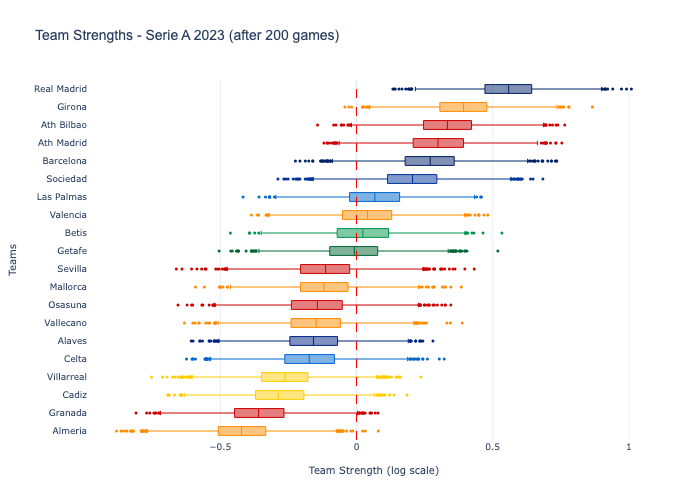 Team Strengths - Serie A 2023 (after 200 games)
Real Madrid
Girona
Ath Bilbao
Ath Madrid
Barcelona
Sociedad
Las Palmas
Valencia
Betis
Getafe
Sevilla
Mallorca
Osasuna
Vallecano
Alaves
Celta
Villarreal
Cadiz
Granada
Almeria
Teams
−0.5 0 0.5 1
Team Strength (log scale)